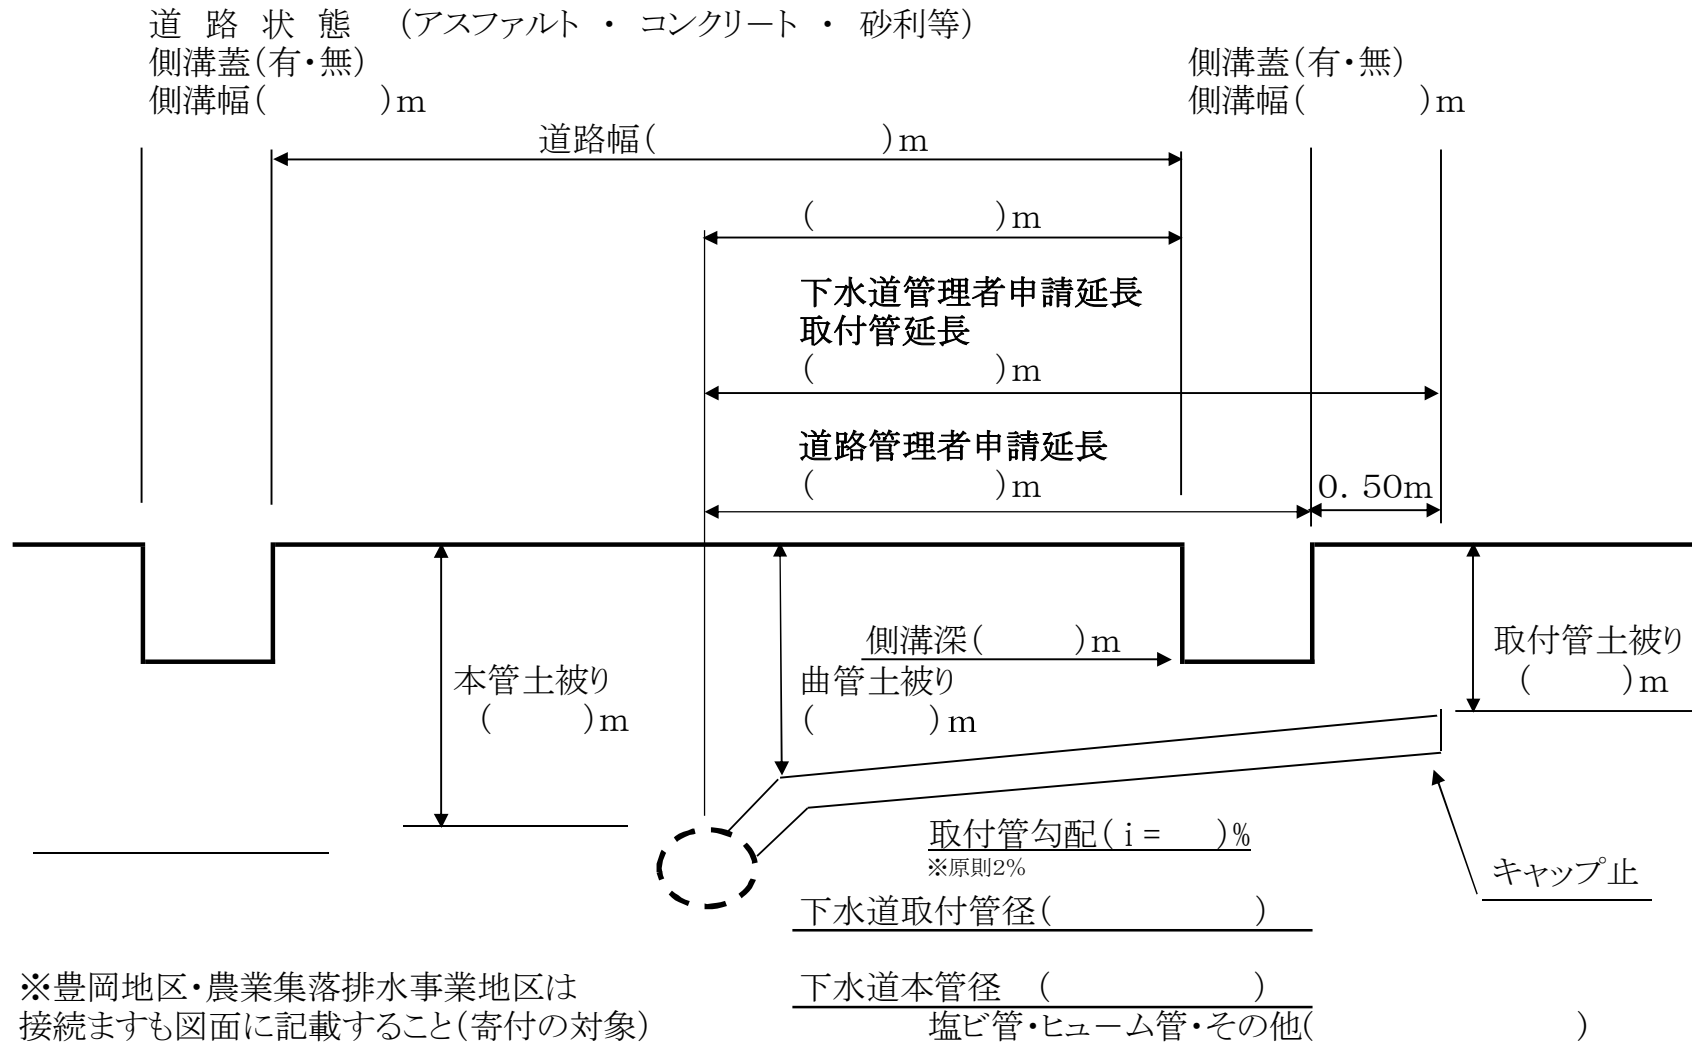 道 路 状 態 （アスファルト ・ コンクリート ・ 砂利等）
側溝蓋（有・無）
側溝幅（　　　）m
側溝蓋（有・無）
側溝幅（　　　）m
道路幅（　　　　　　）m
（　　　　　）m
下水道管理者申請延長
取付管延長
（　　　　　）m
道路管理者申請延長
（　　　　　）m
0．50m
側溝深（　　　）m
取付管土被り
（　　　）m
本管土被り
（　　　）m
曲管土被り
（　　　）m
取付管勾配（ i＝　　）%
※原則2%
キャップ止
下水道取付管径（　　　　　　）
下水道本管径　（　　　　　　）
塩ビ管・ヒューム管・その他（　　　　　　　　）
※豊岡地区・農業集落排水事業地区は
接続ますも図面に記載すること（寄付の対象）